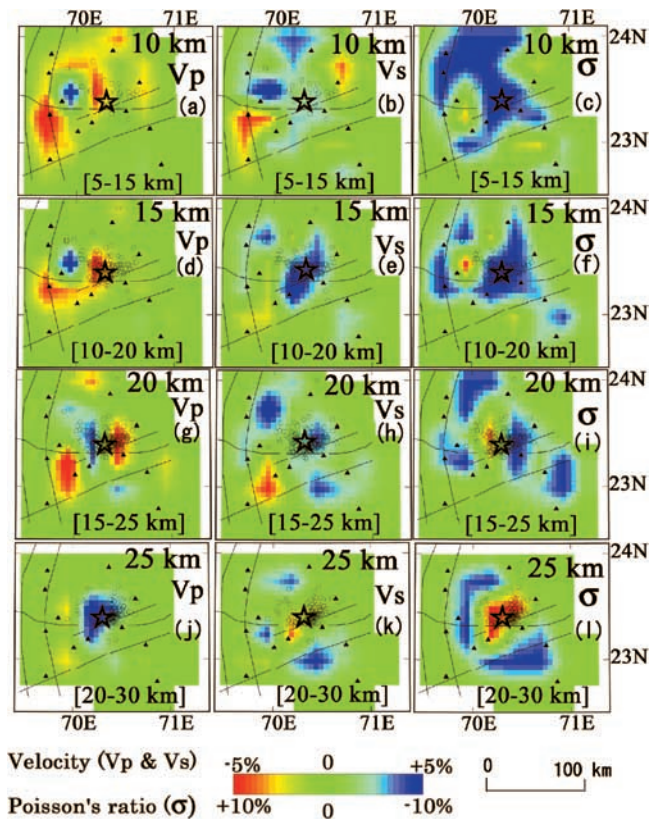 70E 71E 70E 71E 70E 71E
10 km 10 km 10 km 24N
Vp Vs σ
(a) (b) (c)
23N
[5-15 km] [5-15 km] [5-15 km]
15 km 15 km 15 km 24N
Vp Vs σ
(d) (e) (f)
23N
[10-20 km] [10-20 km] [10-20 km]
20 km 20 km 20 km 24N
Vp Vs σ
(g) (h) (i)
23N
[15-25 km] [15-25 km] [15-25 km]
25 km 25 km 25 km 24N
Vp Vs σ
(j) (k) (l)
23N
[20-30 km] [20-30 km] [20-30 km]
70E 71E 70E 71E 70E 71E
Velocity (Vp & Vs) -5% 0 +5% 0 100 km
Poisson's ratio (σ) +10% 0 -10%